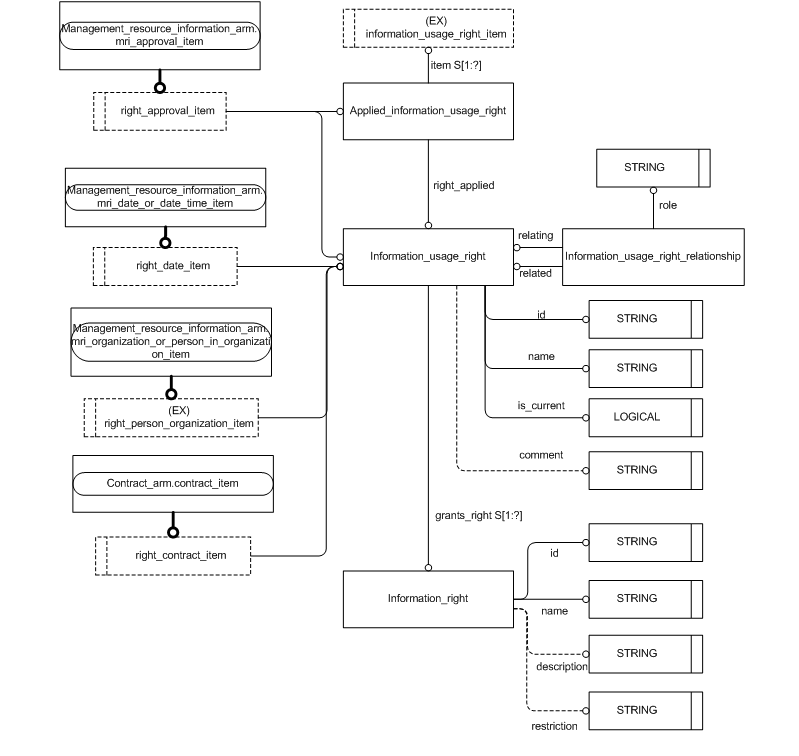 Management_resource_information_arm.
mri_approval_item
right_approval_item
(EX)
information_usage_right_item
item S[1:?]
Applied_information_usage_right
right_applied
Management_resource_information_arm.
mri_date_or_date_time_item
right_date_item
STRING
role
Information_usage_right
relating
related
Information_usage_right_relationship
id
STRING
name
STRING
is_current
LOGICAL
comment
STRING
Management_resource_information_arm.
mri_organization_or_person_in_organizati
on_item
(EX)
right_person_organization_item
Contract_arm.contract_item
right_contract_item
grants_right S[1:?]
Information_right
id
STRING
name
STRING
description
STRING
restriction
STRING